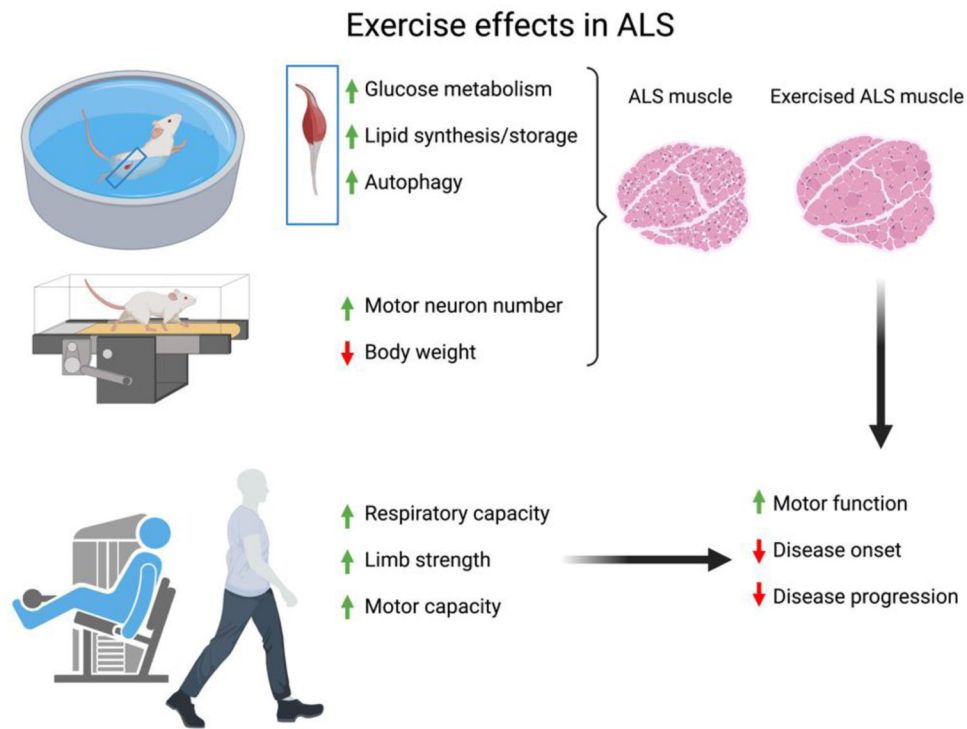 Exercise effects in ALS
Glucose metabolism
Lipid synthesis/storage
Autophagy
ALS muscle
Exercised ALS muscle
Motor neuron number
Body weight
Respiratory capacity
Limb strength
Motor capacity
Motor function
Disease onset
Disease progression